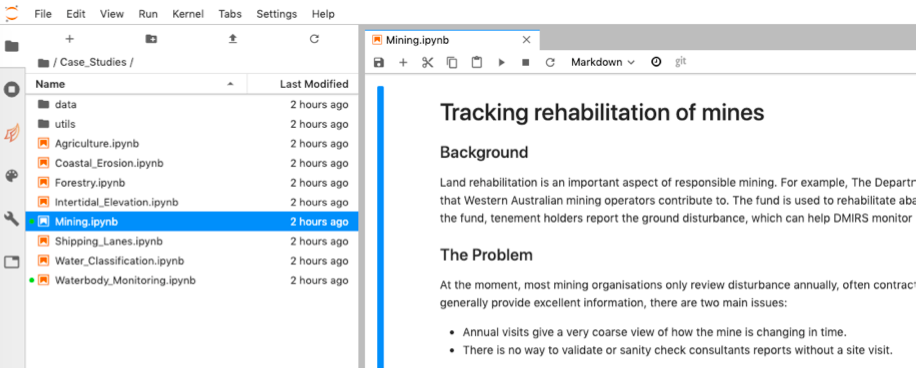 File Edit View Run Kernel Tabs Settings Help
Mining.ipynb
/ Case_Studies /
Markdown git
Name Last Modified
data 2 hours ago
utils 2 hours ago
Agriculture.ipynb 2 hours ago
Coastal_Erosion.ipynb 2 hours ago
Forestry.ipynb 2 hours ago
Intertidal_Elevation.ipynb 2 hours ago
Mining.ipynb 2 hours ago
Shipping_Lanes.ipynb 2 hours ago
Water_Classification.ipynb 2 hours ago
Waterbody_Monitoring.ipynb 2 hours ago
Tracking rehabilitation of mines
Background
Land rehabilitation is an important aspect of responsible mining. For example, The Departn
that Western Australian mining operators contribute to. The fund is used to rehabilitate aba
the fund, tenement holders report the ground disturbance, which can help DMIRS monitor
The Problem
At the moment, most mining organisations only review disturbance annually, often contract
generally provide excellent information, there are two main issues:
• Annual visits give a very coarse view of how the mine is changing in time.
• There is no way to validate or sanity check consultants reports without a site visit.